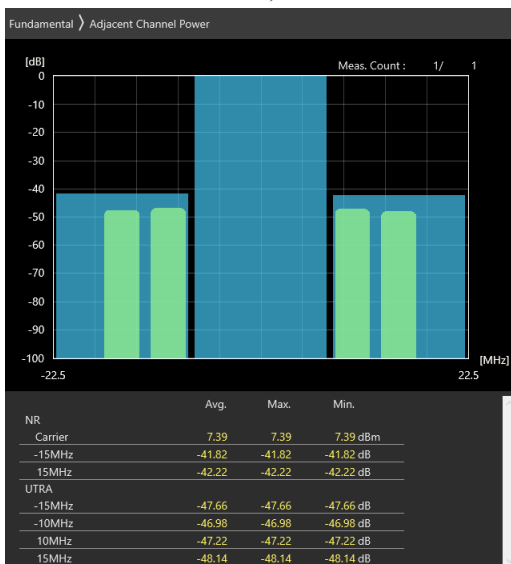 Fundamental 〉 Adjacent Channel Power
[dB]
Meas. Count : 1/ 1
0
-10
-20
-30
-40
-50
-60
-70
-80
-90
-100
[MHz]
-22.5 22.5
Avg. Max. Min.
NR
Carrier 7.39 7.39 7.39 dBm
-15MHz -41.82 -41.82 -41.82 dB
15MHz -42.22 -42.22 -42.22 dB
UTRA
-15MHz -47.66 -47.66 -47.66 dB
-10MHz -46.98 -46.98 -46.98 dB
10MHz -47.22 -47.22 -47.22 dB
15MHz -48.14 -48.14 -48.14 dB